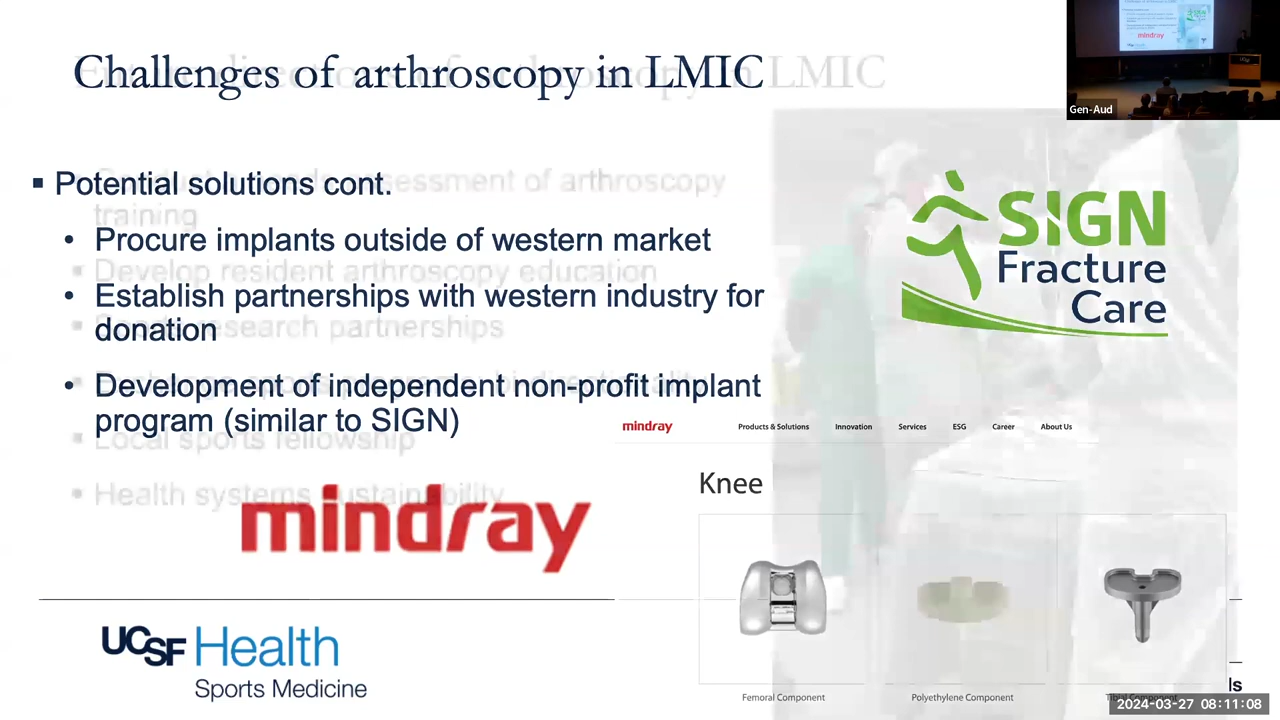 Challenges of arthroscopy in LMIC
LMIC
Gen-Aud
Potential solutions cont.
assessment of arthroscopy
training
Procure implants outside of western market
Develop resident arthroscopy education
Establish partnerships with western industry for
donation
research partnerships
Development of independent non-profit implant
program (similar to SIGN)
Local sports fellowship
Health systems sustainability
SIGN
Fracture
Care
mindray
mindray Products & Solutions Innovation Services ESG Career About Us
Knee
Femoral Component Polyethylene Component Tibial Component
UCSF Health
Sports Medicine
ls
2024-03-27 08:11:08